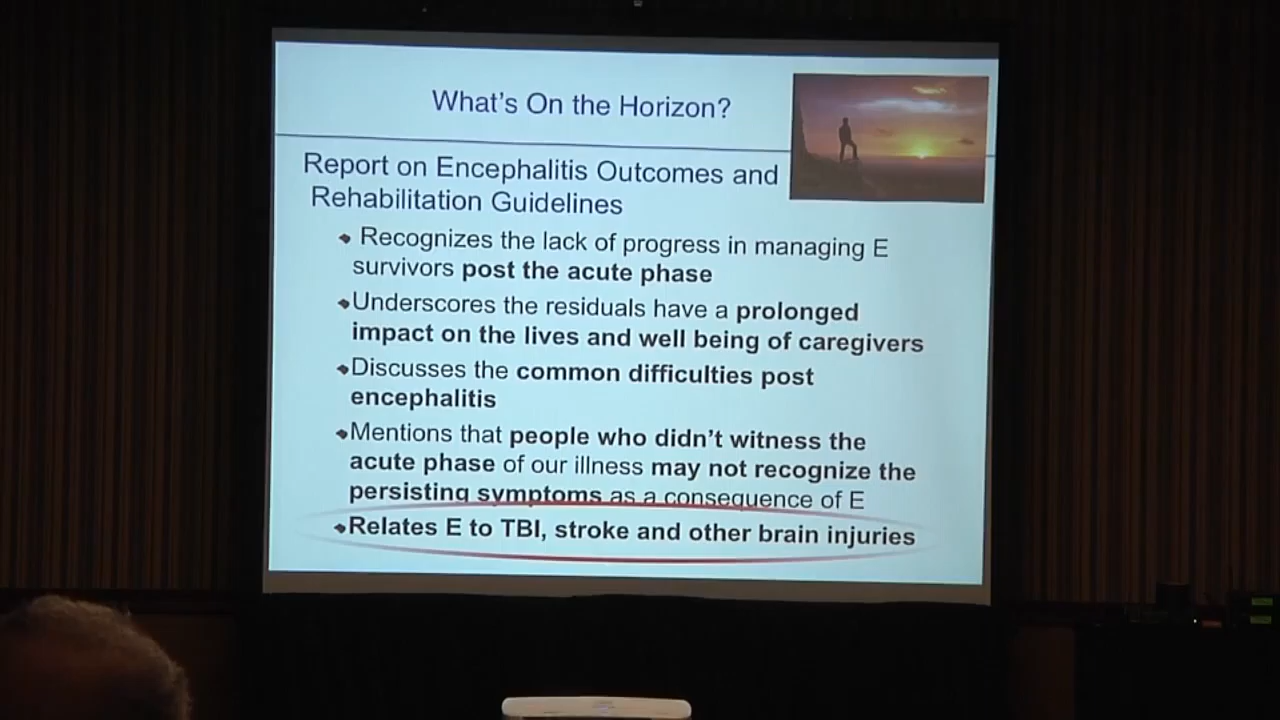 What's On the Horizon?
Report on Encephalitis Outcomes and
Rehabilitation Guidelines
Recognizes the lack of progress in managing E
survivors post the acute phase
Underscores the residuals have a prolonged
impact on the lives and well being of caregivers
Discusses the common difficulties post
encephalitis
Mentions that people who didn't witness the
acute phase of our illness may not recognize the
persisting symptoms as a consequence of E
Relates E to TBI, stroke and other brain injuries